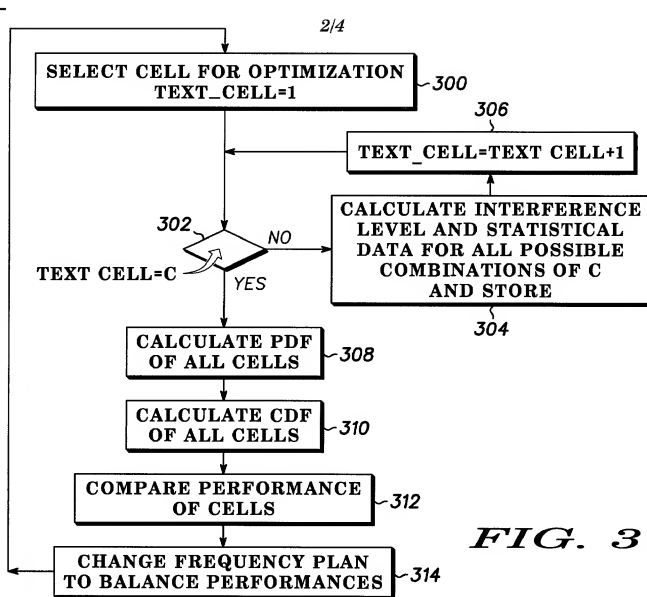 2/4
SELECT CELL FOR OPTIMIZATION
TEXT_CELL=1
300
306
TEXT_CELL=TEXT CELL+1
302
NO
TEXT CELL=C
YES
CALCULATE INTERFERENCE
LEVEL AND STATISTICAL
DATA FOR ALL POSSIBLE
COMBINATIONS OF C
AND STORE
304
CALCULATE PDF
OF ALL CELLS
308
CALCULATE CDF
OF ALL CELLS
310
COMPARE PERFORMANCE
OF CELLS
312
CHANGE FREQUENCY PLAN
TO BALANCE PERFORMANCES
314
FIG. 3